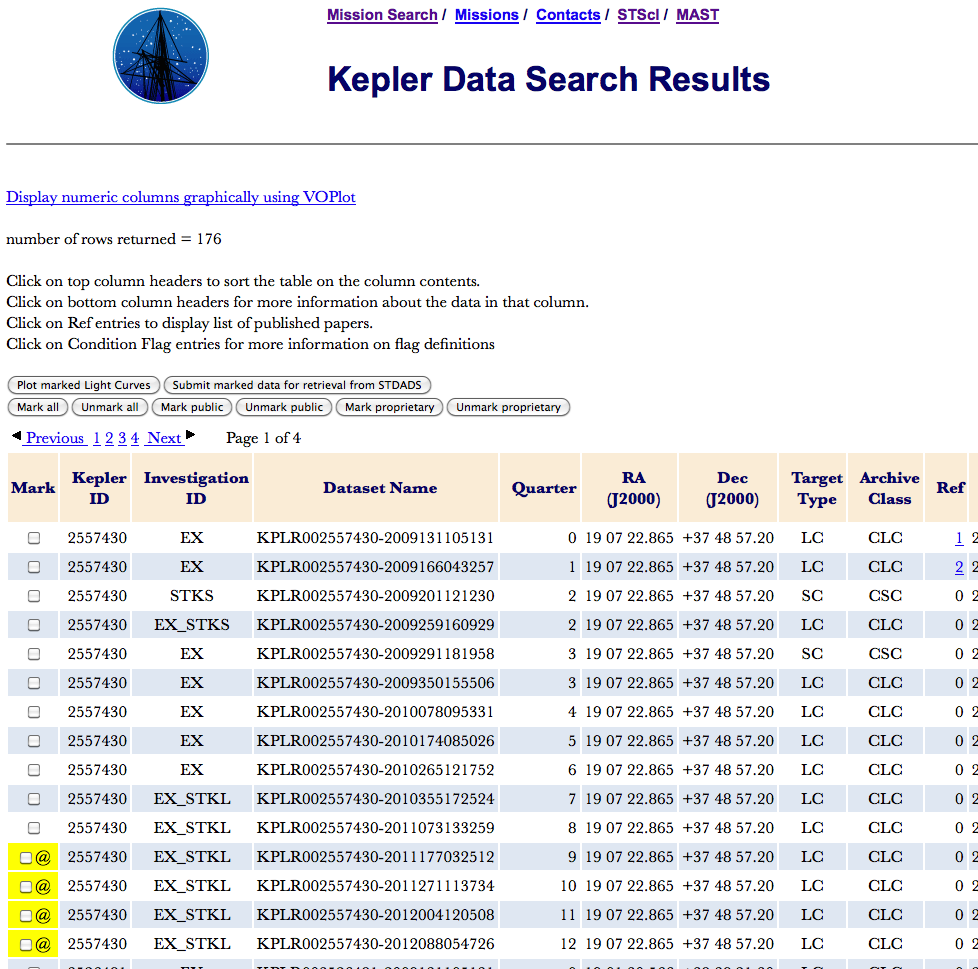 Mission Search / Missions / Contacts / STScI / MAST
Kepler Data Search Results
Display numeric columns graphically using VOPlot
number of rows returned = 176
Click on top column headers to sort the table on the column contents.
Click on bottom column headers for more information about the data in that column.
Click on Ref entries to display list of published papers.
Click on Condition Flag entries for more information on flag definitions
Plot marked Light Curves Submit marked data for retrieval from STDADS
Mark all Unmark all Mark public Unmark public Mark proprietary Unmark proprietary
Previous 1 2 3 4 Next Page 1 of 4
Mark Kepler ID Investigation ID Dataset Name Quarter RA (J2000) Dec (J2000) Target Type Archive Class Ref
2557430 EX KPLR002557430-2009131105131 0 19 07 22.865 +37 48 57.20 LC CLC 1 2
2557430 EX KPLR002557430-2009166043257 1 19 07 22.865 +37 48 57.20 LC CLC 2 2
2557430 STKS KPLR002557430-2009201121230 2 19 07 22.865 +37 48 57.20 SC CSC 0 2
2557430 EX_STKS KPLR002557430-2009259160929 2 19 07 22.865 +37 48 57.20 LC CLC 0 2
2557430 EX KPLR002557430-2009291181958 3 19 07 22.865 +37 48 57.20 SC CSC 0 2
2557430 EX KPLR002557430-2009350155506 3 19 07 22.865 +37 48 57.20 LC CLC 0 2
2557430 EX KPLR002557430-2010078095331 4 19 07 22.865 +37 48 57.20 LC CLC 0 2
2557430 EX KPLR002557430-2010174085026 5 19 07 22.865 +37 48 57.20 LC CLC 0 2
2557430 EX KPLR002557430-2010265121752 6 19 07 22.865 +37 48 57.20 LC CLC 0 2
2557430 EX_STKL KPLR002557430-2010355172524 7 19 07 22.865 +37 48 57.20 LC CLC 0 2
2557430 EX_STKL KPLR002557430-2011073133259 8 19 07 22.865 +37 48 57.20 LC CLC 0 2
@ 2557430 EX_STKL KPLR002557430-2011177032512 9 19 07 22.865 +37 48 57.20 LC CLC 0 2
@ 2557430 EX_STKL KPLR002557430-2011271113734 10 19 07 22.865 +37 48 57.20 LC CLC 0 2
@ 2557430 EX_STKL KPLR002557430-2012004120508 11 19 07 22.865 +37 48 57.20 LC CLC 0 2
@ 2557430 EX_STKL KPLR002557430-2012088054726 12 19 07 22.865 +37 48 57.20 LC CLC 0 2